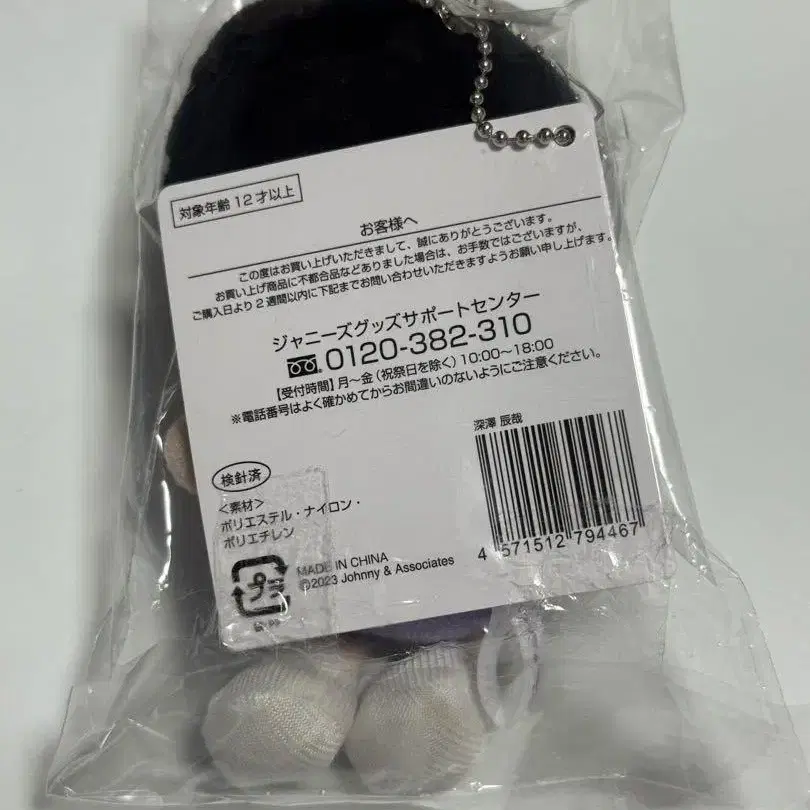 対象年齢12才以上
お客様へ
この度はお買い上げいただきまして、誠にありがとうございます。
お買い上げ商品に不都合品などありました場合は、お手数ではございますが、
ご購入日より2週間以内に下記までお問い合わせいただきますようお願い申し上げます。
ジャニーズグッズサポートセンター
0120-382-310
【受付時間】月～金（祝祭日を除く）10:00～18:00
※電話番号はよく確かめてからお間違いのないようにご注意ください。
深澤 辰哉
検針済
＜素材＞
ポリエステル・ナイロン・
ポリエチレン
4 571512 794467
MADE IN CHINA
©2023 Johnny & Associates
プラ